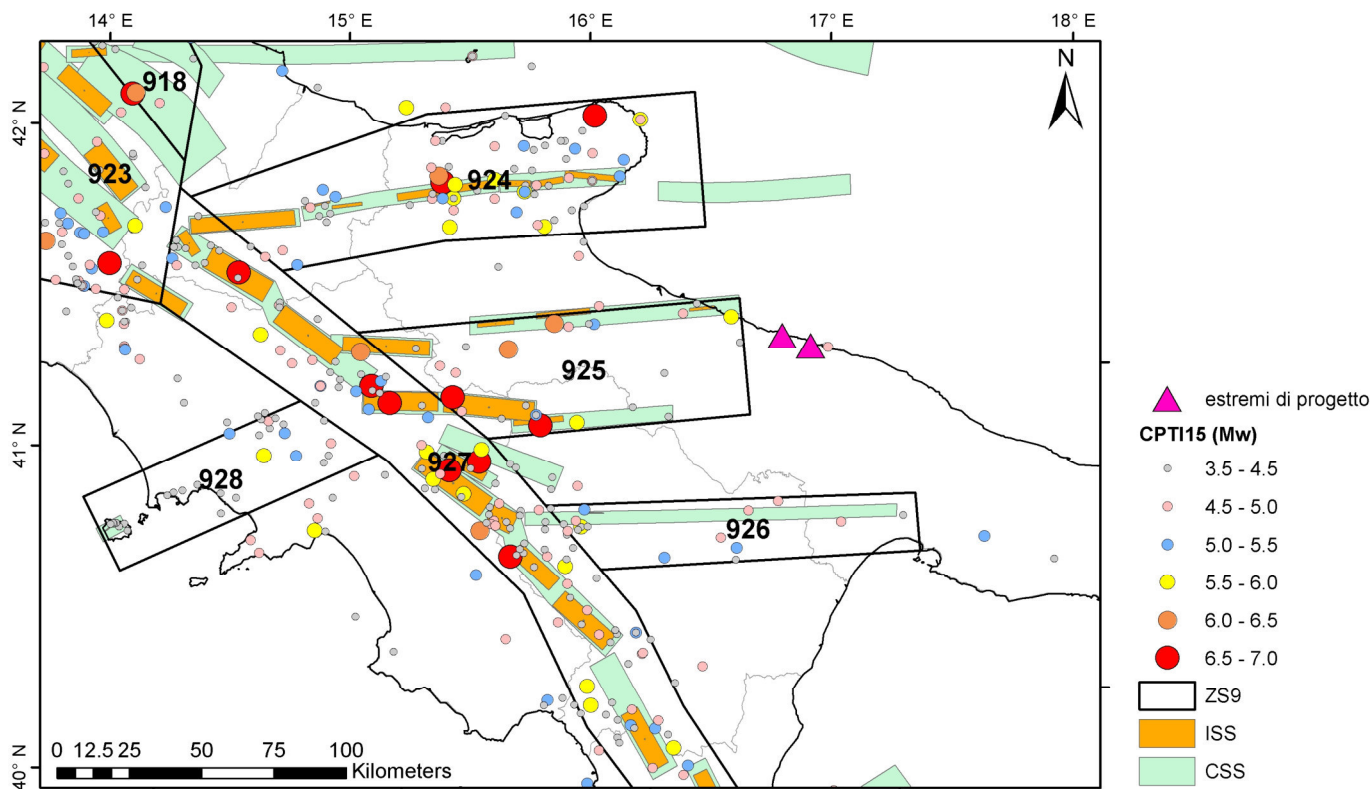 14° E 15° E 16° E 17° E 18° E
N
918
42° N
923
924
925
41° N
927
928
926
40° N
0 12.5 25 50 75 100
Kilometers
estremi di progetto
CPTI15 (Mw)
3.5 - 4.5
4.5 - 5.0
5.0 - 5.5
5.5 - 6.0
6.0 - 6.5
6.5 - 7.0
ZS9
ISS
CSS